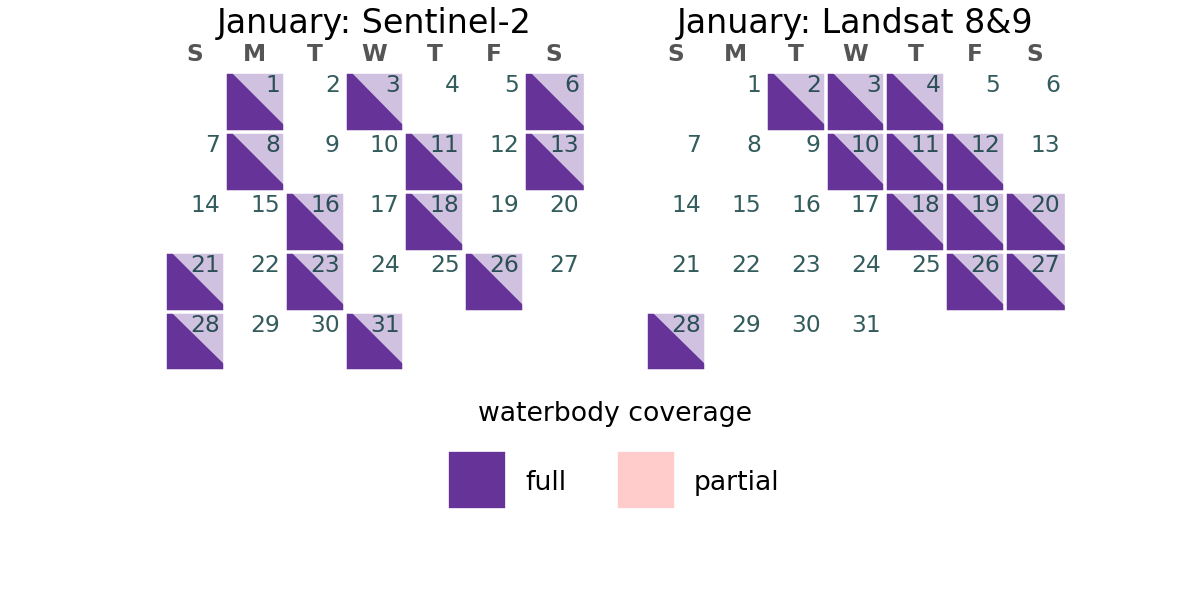 January: Sentinel-2
S M T W T F S
1 2 3 4 5 6
7 8 9 10 11 12 13
14 15 16 17 18 19 20
21 22 23 24 25 26 27
28 29 30 31
January: Landsat 8&9
S M T W T F S
1 2 3 4 5 6
7 8 9 10 11 12 13
14 15 16 17 18 19 20
21 22 23 24 25 26 27
28 29 30 31
waterbody coverage
full partial